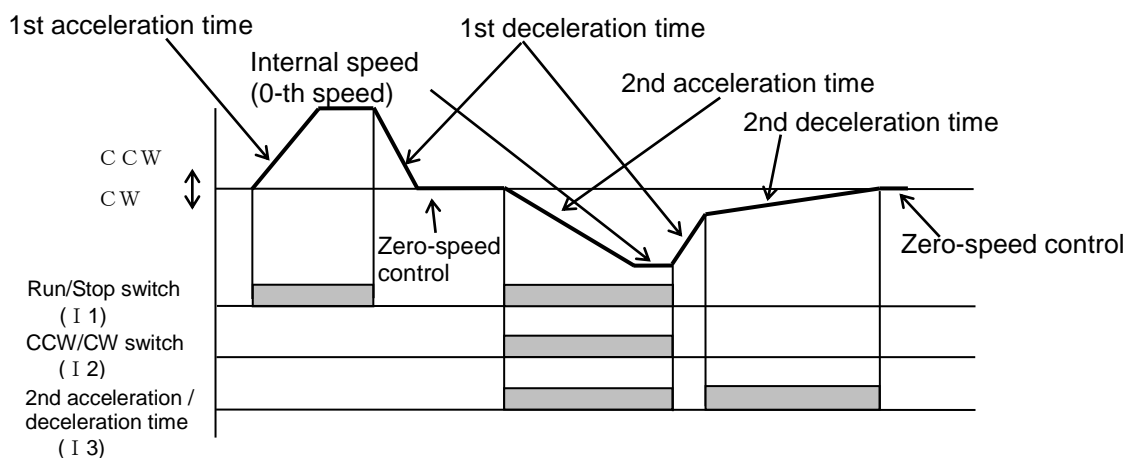 1st acceleration time
1st deceleration time
Internal speed
(0-th speed)
2nd acceleration time
2nd deceleration time
CCW
CW
Zero-speed
control
Zero-speed control
Run/Stop switch
(I1)
CCW/CW switch
(I2)
2nd acceleration /
deceleration time
(I3)